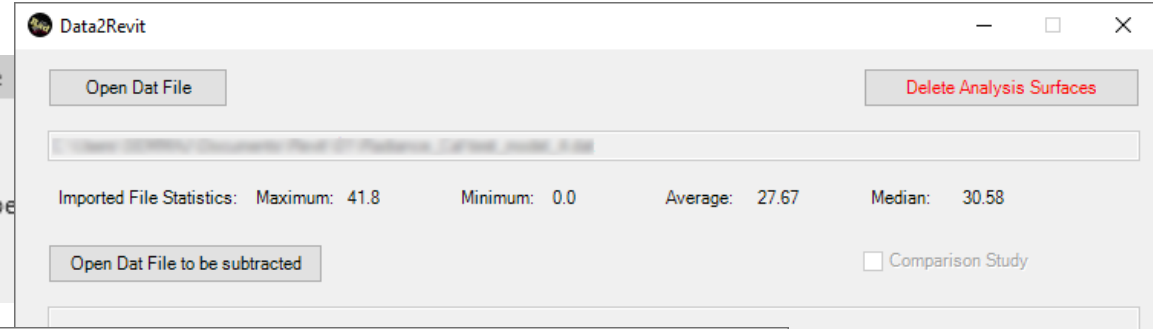 Data2Revit
Open Dat File
Delete Analysis Surfaces
Imported File Statistics: Maximum: 41.8 Minimum: 0.0 Average: 27.67 Median: 30.58
Open Dat File to be subtracted
Comparison Study